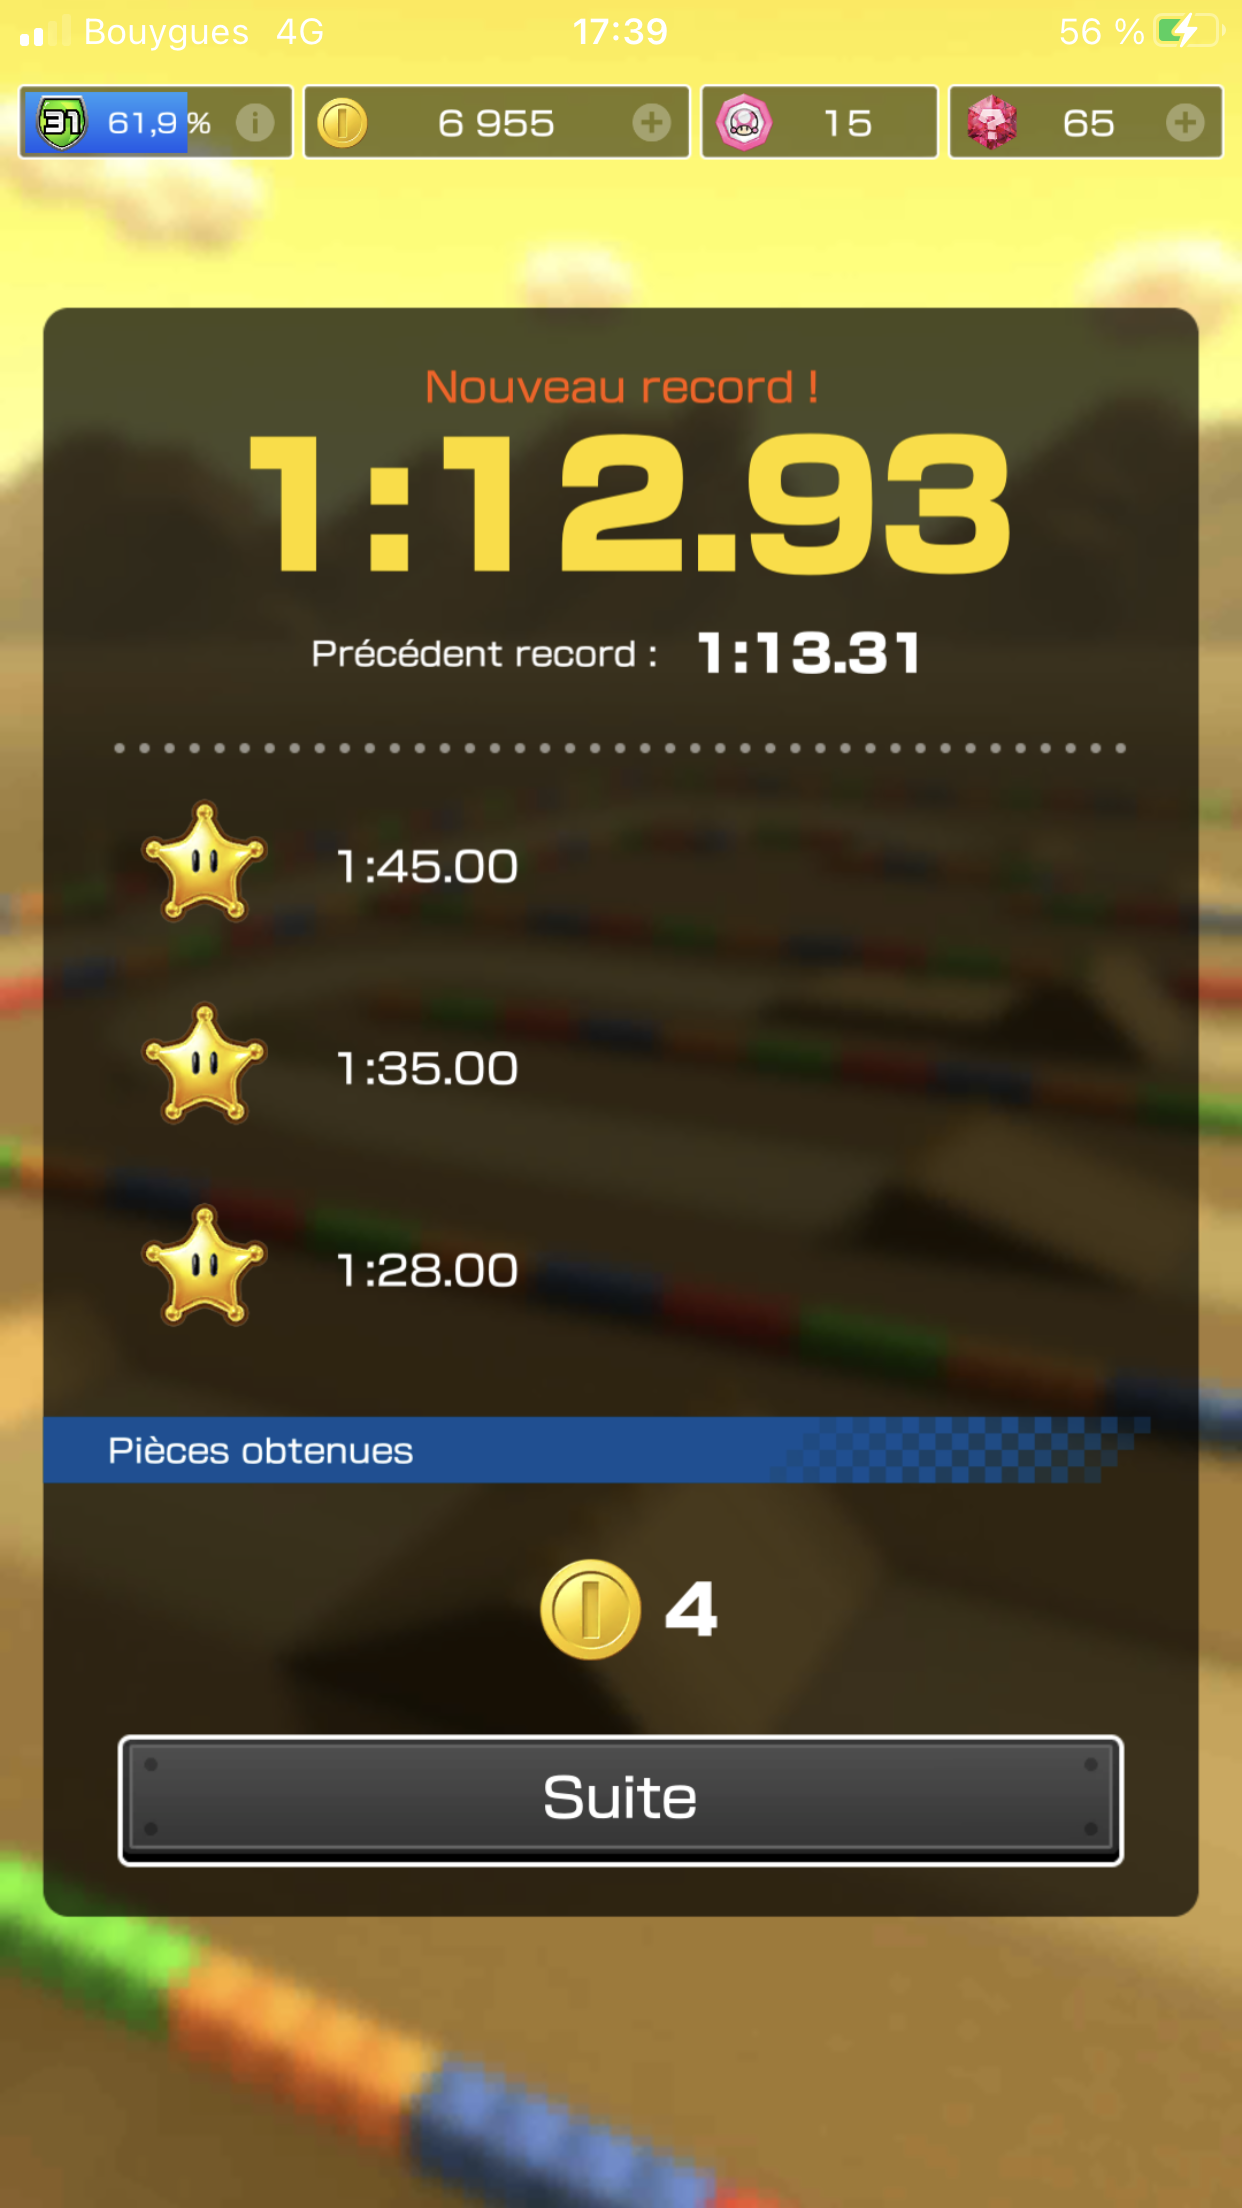 Bouygues 4G 17:39 56 %
31 61,9 % i 6 955 + 15 ? 65 +
Nouveau record !
1:12.93
Précédent record : 1:13.31
1:45.00
1:35.00
1:28.00
Pièces obtenues
4
Suite